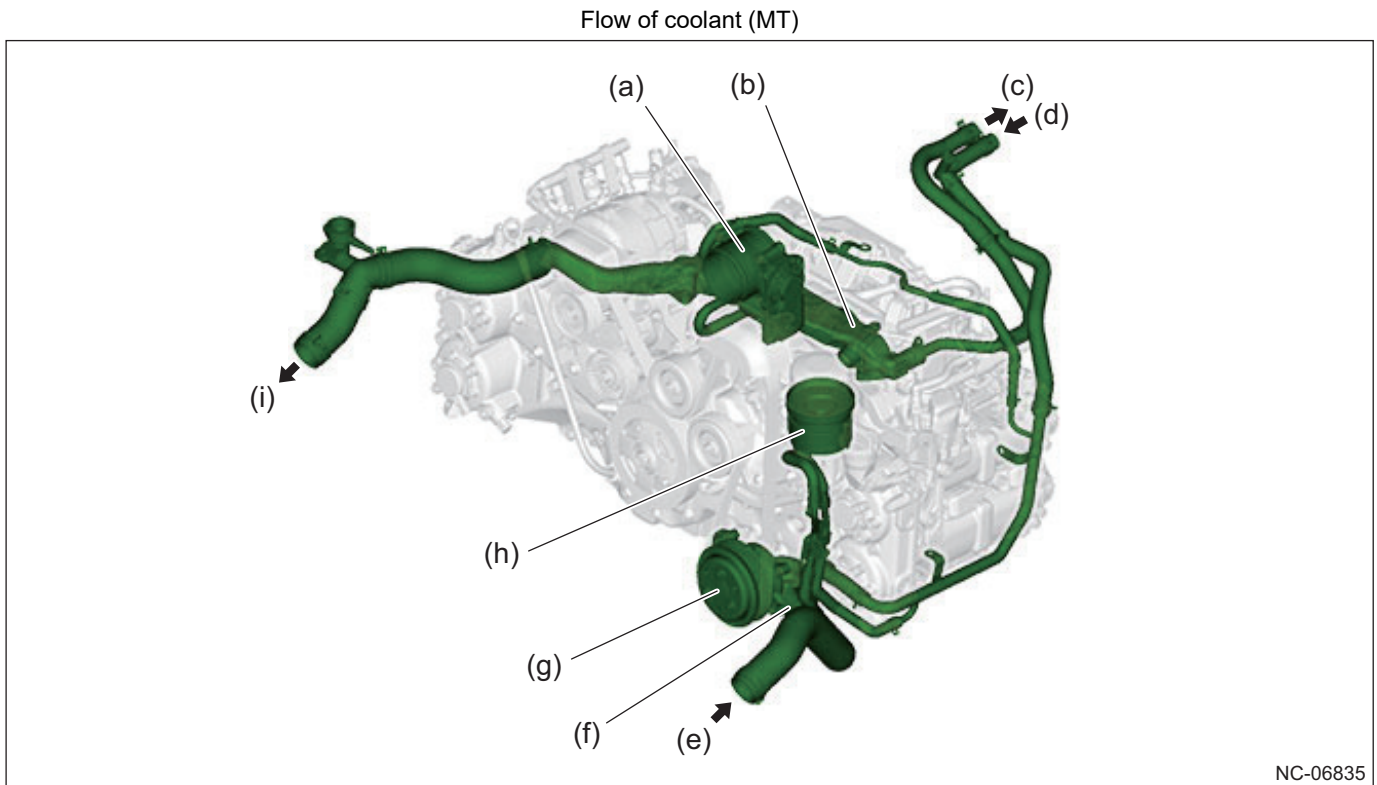 Flow of coolant (MT)
(a)
(b)
(c)
(d)
(i)
(h)
(g)
(f)
(e)
NC-06835